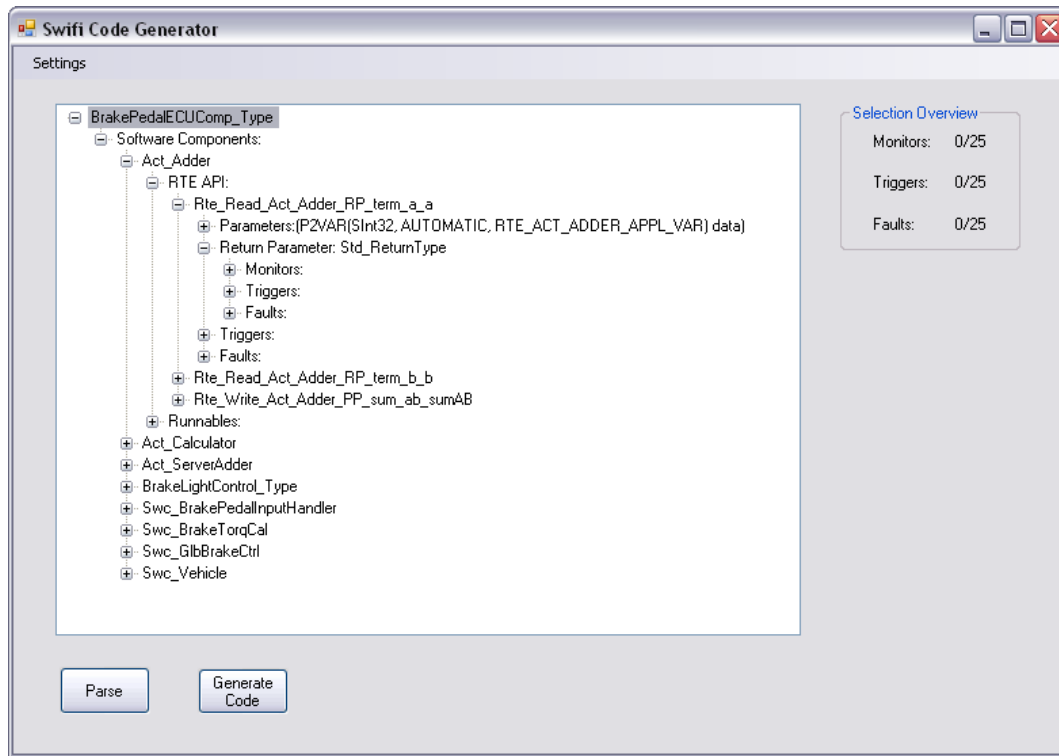 Swifi Code Generator
Settings
BrakePedalECUComp_Type
Software Components:
Act_Adder
RTE API:
Rte_Read_Act_Adder_RP_term_a_a
Parameters:(P2VAR(SInt32, AUTOMATIC, RTE_ACT_ADDER_APPL_VAR) data)
Return Parameter: Std_ReturnType
Monitors:
Triggers:
Faults:
Triggers:
Faults:
Rte_Read_Act_Adder_RP_term_b_b
Rte_Write_Act_Adder_PP_sum_ab_sumAB
Runnables:
Act_Calculator
Act_ServerAdder
BrakeLightControl_Type
Swc_BrakePedalInputHandler
Swc_BrakeTorqCal
Swc_GlbBrakeCtrl
Swc_Vehicle
Selection Overview
Monitors: 0/25
Triggers: 0/25
Faults: 0/25
Parse
Generate
Code